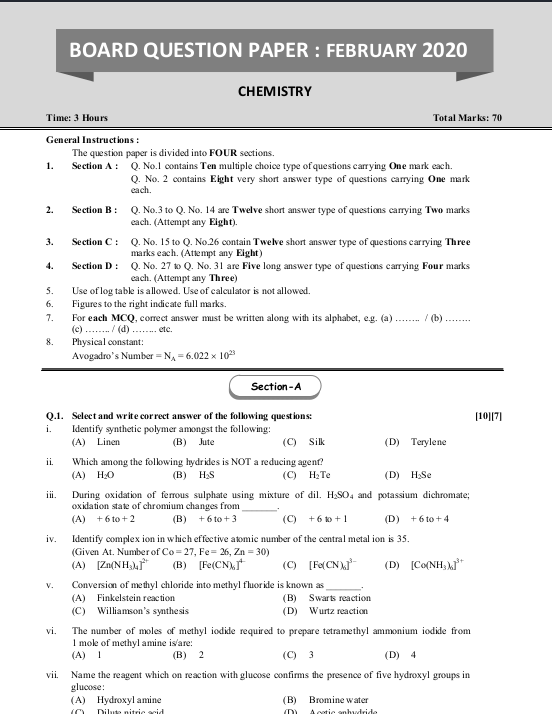 BOARD QUESTION PAPER : FEBRUARY 2020
CHEMISTRY
Time: 3 Hours Total Marks: 70
General Instructions :
The question paper is divided into FOUR sections.
1. Section A : Q. No.1 contains Ten multiple choice type of questions carrying One mark each.
Q. No. 2 contains Eight very short answer type of questions carrying One mark
each.
2. Section B : Q. No.3 to Q. No. 14 are Twelve short answer type of questions carrying Two marks
each. (Attempt any Eight).
3. Section C : Q. No. 15 to Q. No.26 contain Twelve short answer type of questions carrying Three
marks each. (Attempt any Eight)
4. Section D : Q. No. 27 to Q. No. 31 are Five long answer type of questions carrying Four marks
each. (Attempt any Three)
5. Use of log table is allowed. Use of calculator is not allowed.
6. Figures to the right indicate full marks.
7. For each MCQ, correct answer must be written along with its alphabet, e.g. (a) …….. / (b) ……..
(c) …….. / (d) …….. etc.
8. Physical constant:
Avogadro's Number = N_A = 6.022 × 10²³
Section-A
Q.1. Select and write correct answer of the following questions: [10][7]
i. Identify synthetic polymer amongst the following:
(A) Linen (B) Jute (C) Silk (D) Terylene
ii. Which among the following hydrides is NOT a reducing agent?
(A) H₂O (B) H₂S (C) H₂Te (D) H₂Se
iii. During oxidation of ferrous sulphate using mixture of dil. H₂SO₄ and potassium dichromate;
oxidation state of chromium changes from _______.
(A) + 6 to + 2 (B) + 6 to + 3 (C) + 6 to + 1 (D) + 6 to + 4
iv. Identify complex ion in which effective atomic number of the central metal ion is 35.
(Given At. Number of Co = 27, Fe = 26, Zn = 30)
(A) [Zn(NH₃)₄]²⁺ (B) [Fe(CN)₆]⁴⁻ (C) [Fe(CN)₆]³⁻ (D) [Co(NH₃)₆]³⁺
v. Conversion of methyl chloride into methyl fluoride is known as _______.
(A) Finkelstein reaction (B) Swarts reaction
(C) Williamson's synthesis (D) Wurtz reaction
vi. The number of moles of methyl iodide required to prepare tetramethyl ammonium iodide from
1 mole of methyl amine is/are:
(A) 1 (B) 2 (C) 3 (D) 4
vii. Name the reagent which on reaction with glucose confirms the presence of five hydroxyl groups in
glucose:
(A) Hydroxyl amine (B) Bromine water
(C) Dilute nitric acid (D) Acetic anhydride